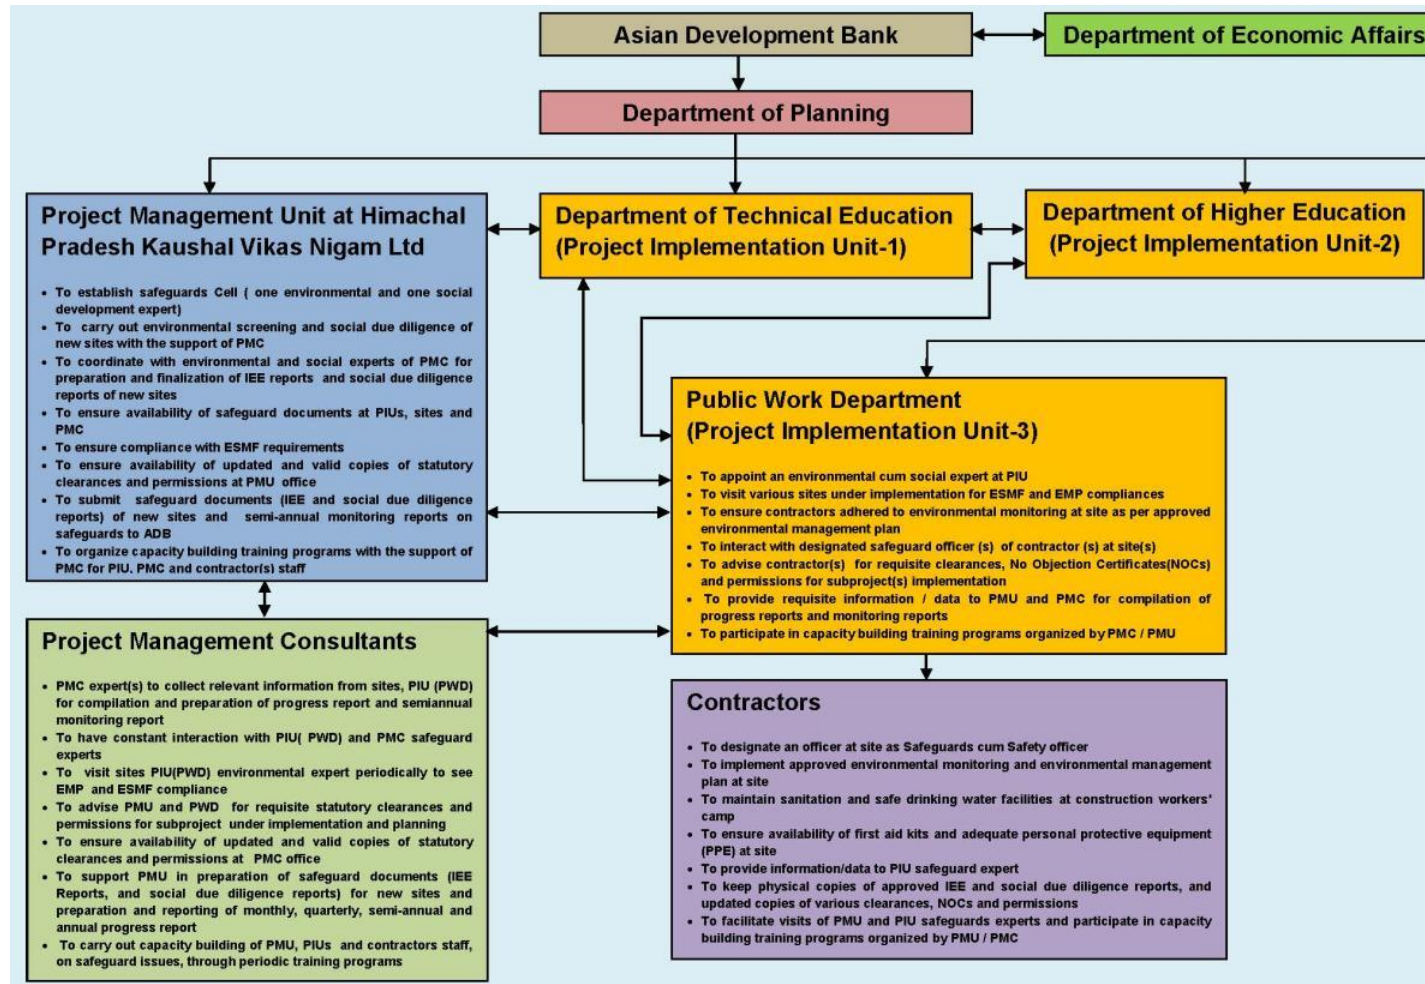 Asian Development Bank
Department of Economic Affairs
Department of Planning
Project Management Unit at Himachal
Pradesh Kaushal Vikas Nigam Ltd
• To establish safeguards Cell ( one environmental and one social
development expert)
• To carry out environmental screening and social due diligence of
new sites with the support of PMC
• To coordinate with environmental and social experts of PMC for
preparation and finalization of IEE reports and social due diligence
reports of new sites
• To ensure availability of safeguard documents at PIUs, sites and
PMC
• To ensure compliance with ESMF requirements
• To ensure availability of updated and valid copies of statutory
clearances and permissions at PMU office
• To submit safeguard documents (IEE and social due diligence
reports) of new sites and semi-annual monitoring reports on
safeguards to ADB
• To organize capacity building training programs with the support of
PMC for PIU, PMC and contractor(s) staff
Department of Technical Education
(Project Implementation Unit-1)
Department of Higher Education
(Project Implementation Unit-2)
Public Work Department
(Project Implementation Unit-3)
• To appoint an environmental cum social expert at PIU
• To visit various sites under implementation for ESMF and EMP compliances
• To ensure contractors adhered to environmental monitoring at site as per approved
environmental management plan
• To interact with designated safeguard officer (s) of contractor (s) at site(s)
• To advise contractor(s) for requisite clearances, No Objection Certificates(NOCs)
and permissions for subproject(s) implementation
• To provide requisite information / data to PMU and PMC for compilation of
progress reports and monitoring reports
• To participate in capacity building training programs organized by PMC / PMU
Project Management Consultants
• PMC expert(s) to collect relevant information from sites, PIU (PWD)
for compilation and preparation of progress report and semiannual
monitoring report
• To have constant interaction with PIU( PWD) and PMC safeguard
experts
• To visit sites PIU(PWD) environmental expert periodically to see
EMP and ESMF compliance
• To advise PMU and PWD for requisite statutory clearances and
permissions for subproject under implementation and planning
• To ensure availability of updated and valid copies of statutory
clearances and permissions at PMC office
• To support PMU in preparation of safeguard documents (IEE
Reports, and social due diligence reports) for new sites and
preparation and reporting of monthly, quarterly, semi-annual and
annual progress report
• To carry out capacity building of PMU, PIUs and contractors staff,
on safeguard issues, through periodic training programs
Contractors
• To designate an officer at site as Safeguards cum Safety officer
• To implement approved environmental monitoring and environmental management
plan at site
• To maintain sanitation and safe drinking water facilities at construction workers'
camp
• To ensure availability of first aid kits and adequate personal protective equipment
(PPE) at site
• To provide information/data to PIU safeguard expert
• To keep physical copies of approved IEE and social due diligence reports, and
updated copies of various clearances, NOCs and permissions
• To facilitate visits of PMU and PIU safeguards experts and participate in capacity
building training programs organized by PMU / PMC